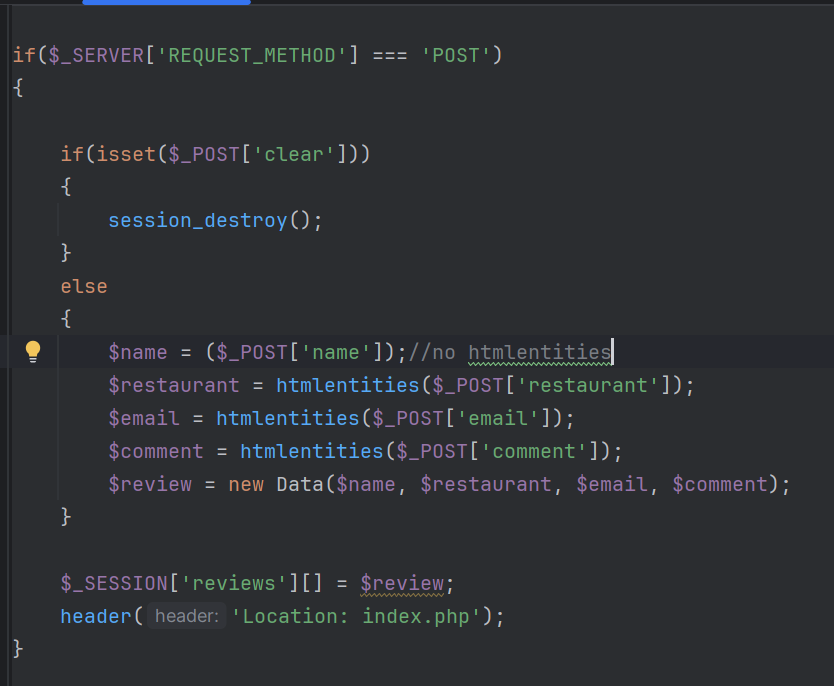 if($_SERVER['REQUEST_METHOD'] === 'POST')
{
if(isset($_POST['clear']))
{
session_destroy();
}
else
{
$name = ($_POST['name']);//no htmlentities
$restaurant = htmlentities($_POST['restaurant']);
$email = htmlentities($_POST['email']);
$comment = htmlentities($_POST['comment']);
$review = new Data($name, $restaurant, $email, $comment);
}
$_SESSION['reviews'][] = $review;
header( header: 'Location: index.php');
}